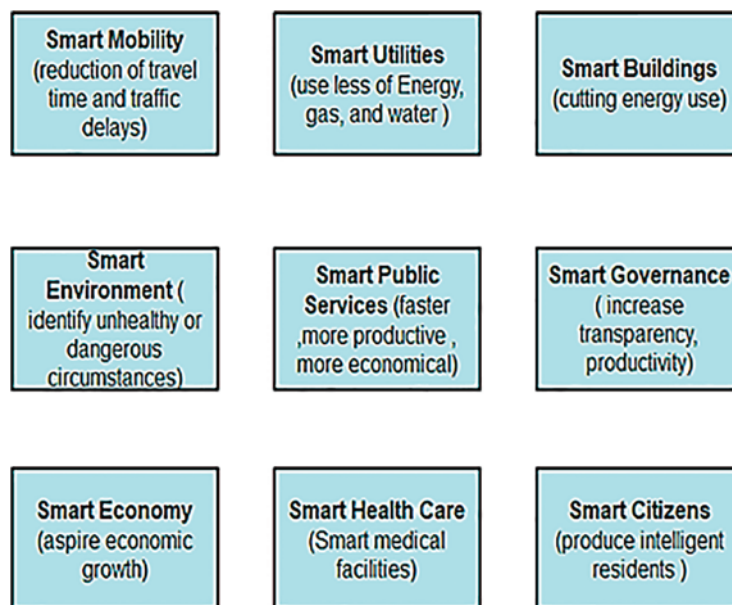 Smart Mobility
(reduction of travel
time and traffic
delays)
Smart Utilities
(use less of Energy,
gas, and water )
Smart Buildings
(cutting energy use)
Smart
Environment (
identify unhealthy or
dangerous
circumstances)
Smart Public
Services (faster
,more productive ,
more economical)
Smart Governance
( increase
transparency,
productivity)
Smart Economy
(aspire economic
growth)
Smart Health Care
(Smart medical
facilities)
Smart Citizens
(produce intelligent
residents )